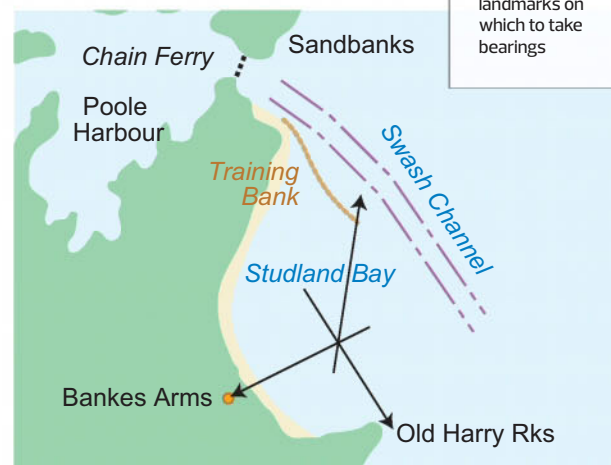 landmarks on
which to take
bearings
Sandbanks
Chain Ferry
Poole
Harbour
Swash Channel
Training
Bank
Studland Bay
Bankes Arms
Old Harry Rks